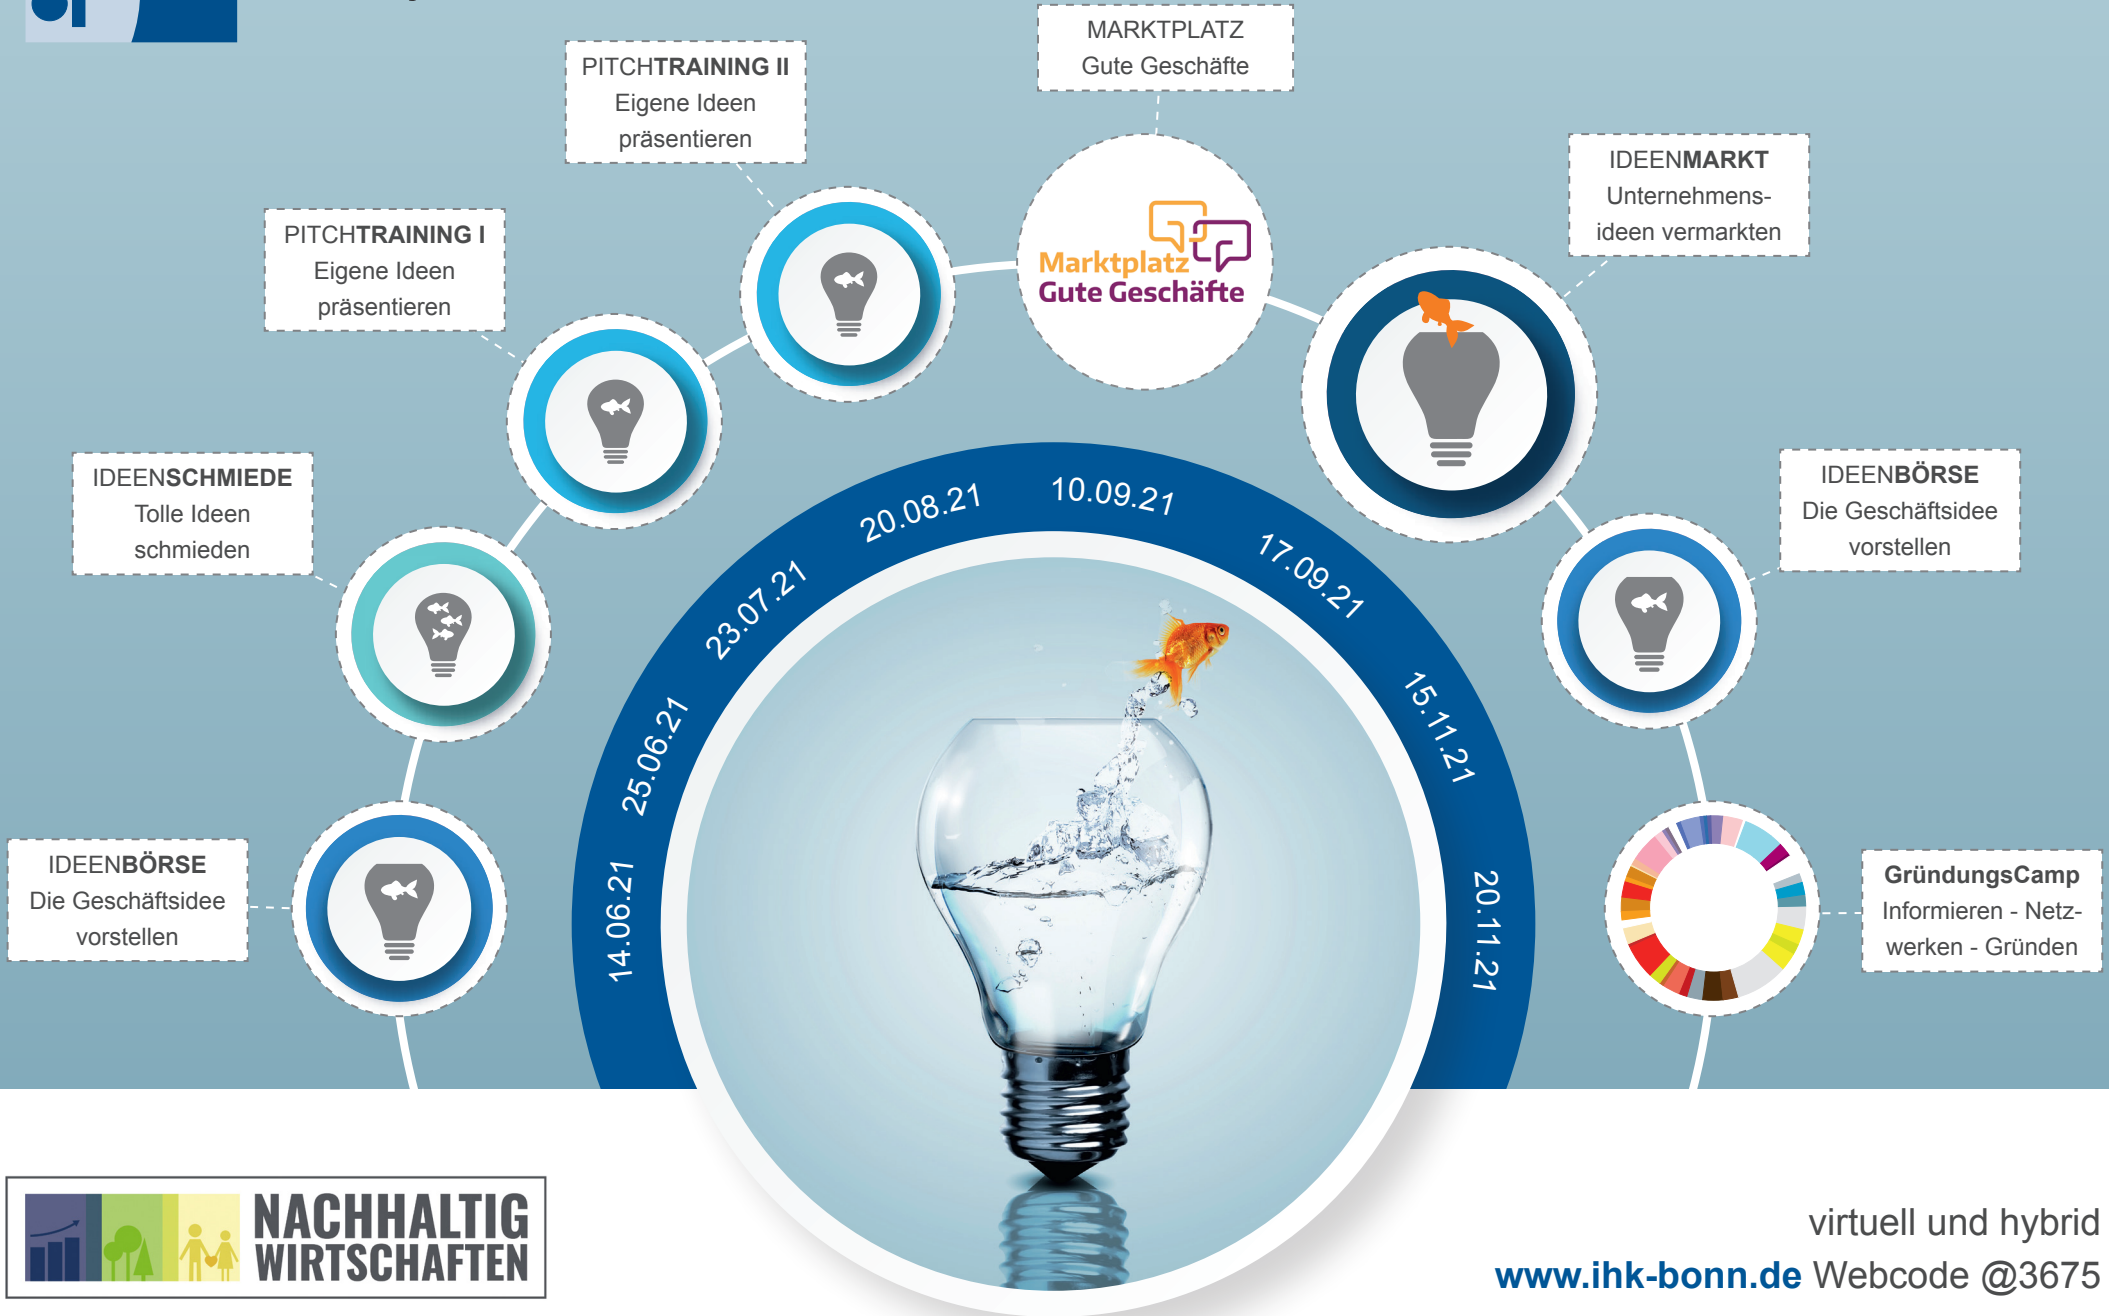 MARKTPLATZ
Gute Geschäfte
PITCHTRAINING II
Eigene Ideen
präsentieren
IDEENMARKT
Unternehmens-
ideen vermarkten
PITCHTRAINING I
Eigene Ideen
präsentieren
Marktplatz
Gute Geschäfte
IDEENSCHMIEDE
Tolle Ideen
schmieden
IDEENBÖRSE
Die Geschäftsidee
vorstellen
IDEENBÖRSE
Die Geschäftsidee
vorstellen
GründungsCamp
Informieren - Netz-
werken - Gründen
14.06.21
25.06.21
23.07.21
20.08.21
10.09.21
17.09.21
15.11.21
20.11.21
NACHHALTIG
WIRTSCHAFTEN
virtuell und hybrid
www.ihk-bonn.de Webcode @3675